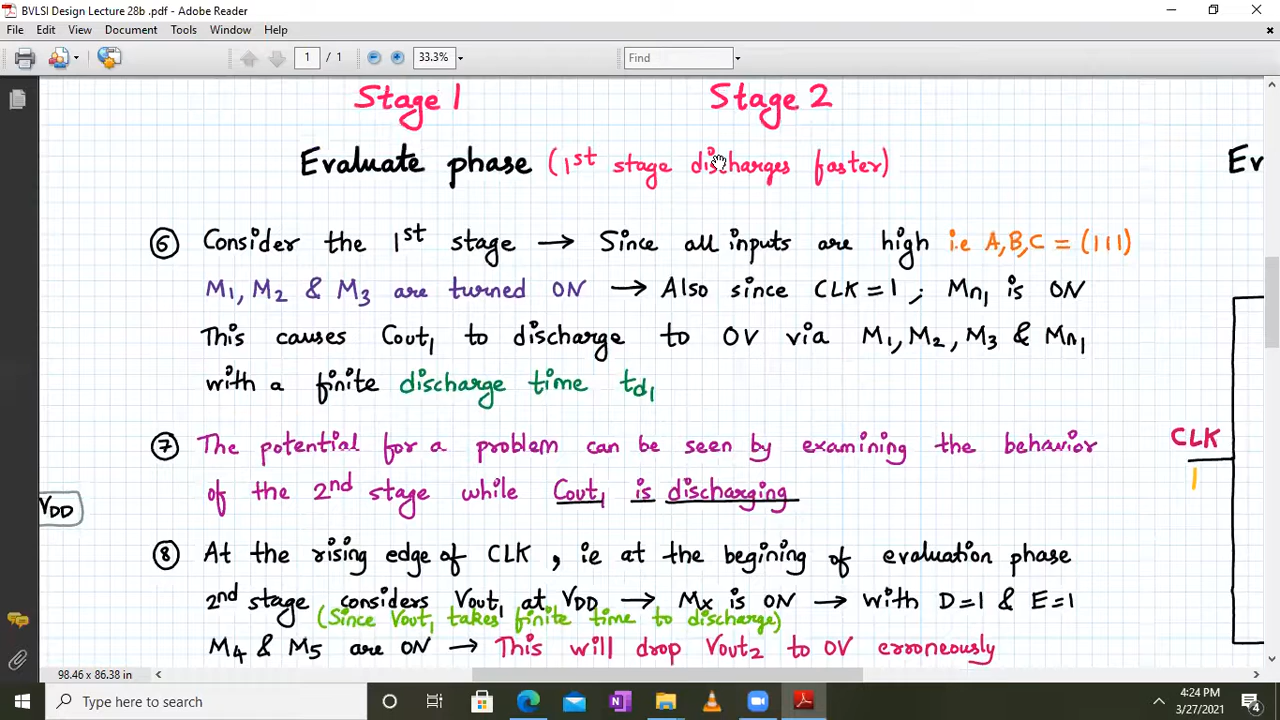 BVLSI Design Lecture 28b .pdf - Adobe Reader
File Edit View Document Tools Window Help
1 / 1 33.3% Find
Stage 1 Stage 2
Evaluate phase (1st stage discharges faster)
Ev
6 Consider the 1st stage → Since all inputs are high i.e A,B,C = (111)
M1, M2 & M3 are turned ON → Also since CLK=1 ; Mn1 is ON
This causes Cout1 to discharge to 0V via M1, M2, M3 & Mn1
with a finite discharge time td1
7 The potential for a problem can be seen by examining the behavior
of the 2nd stage while Cout1 is discharging
CLK
1
VDD
8 At the rising edge of CLK , ie at the begining of evaluation phase
2nd stage considers Vout1 at VDD → Mx is ON → with D=1 & E=1
(Since Vout1 takes finite time to discharge)
M4 & M5 are ON → This will drop Vout2 to 0V erroneously
98.46 x 86.38 in
Type here to search
4:24 PM
3/27/2021
4